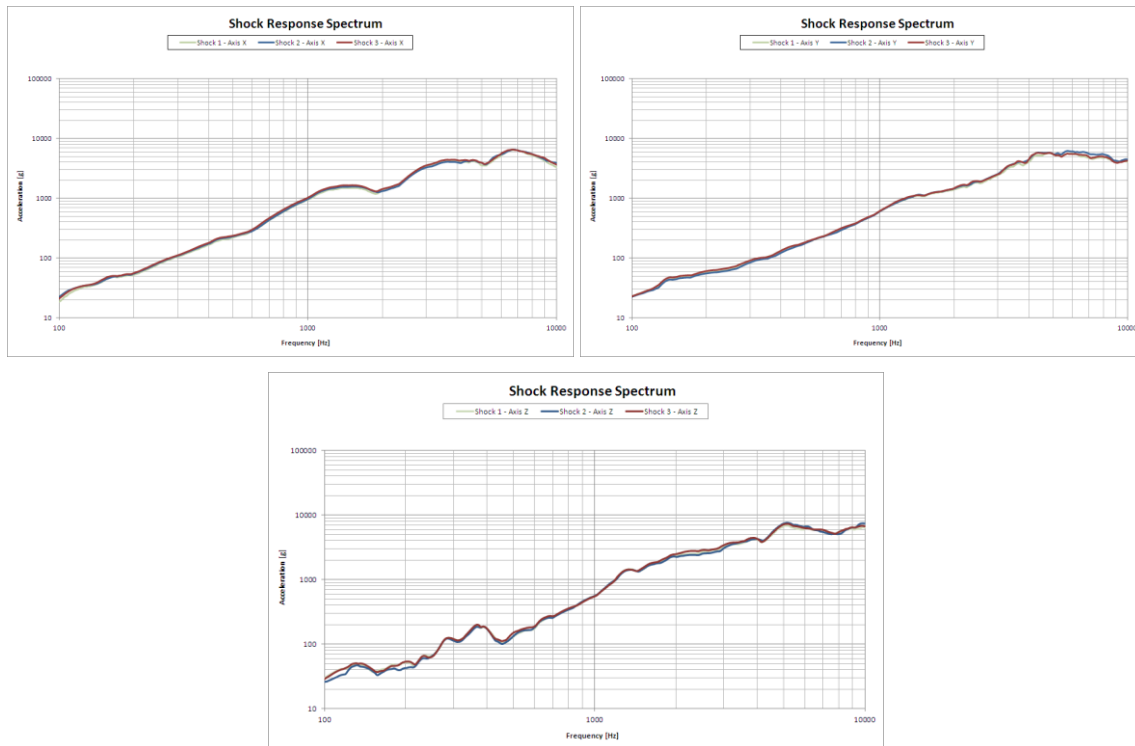 Shock Response Spectrum
Shock 1 - Axis X Shock 2 - Axis X Shock 3 - Axis X
100000
10000
1000
100
10
Acceleration [g]
100 1000 10000
Frequency [Hz]
Shock Response Spectrum
Shock 1 - Axis Y Shock 2 - Axis Y Shock 3 - Axis Y
100000
10000
1000
100
10
Acceleration [g]
100 1000 10000
Frequency [Hz]
Shock Response Spectrum
Shock 1 - Axis Z Shock 2 - Axis Z Shock 3 - Axis Z
100000
10000
1000
100
10
Acceleration [g]
100 1000 10000
Frequency [Hz]